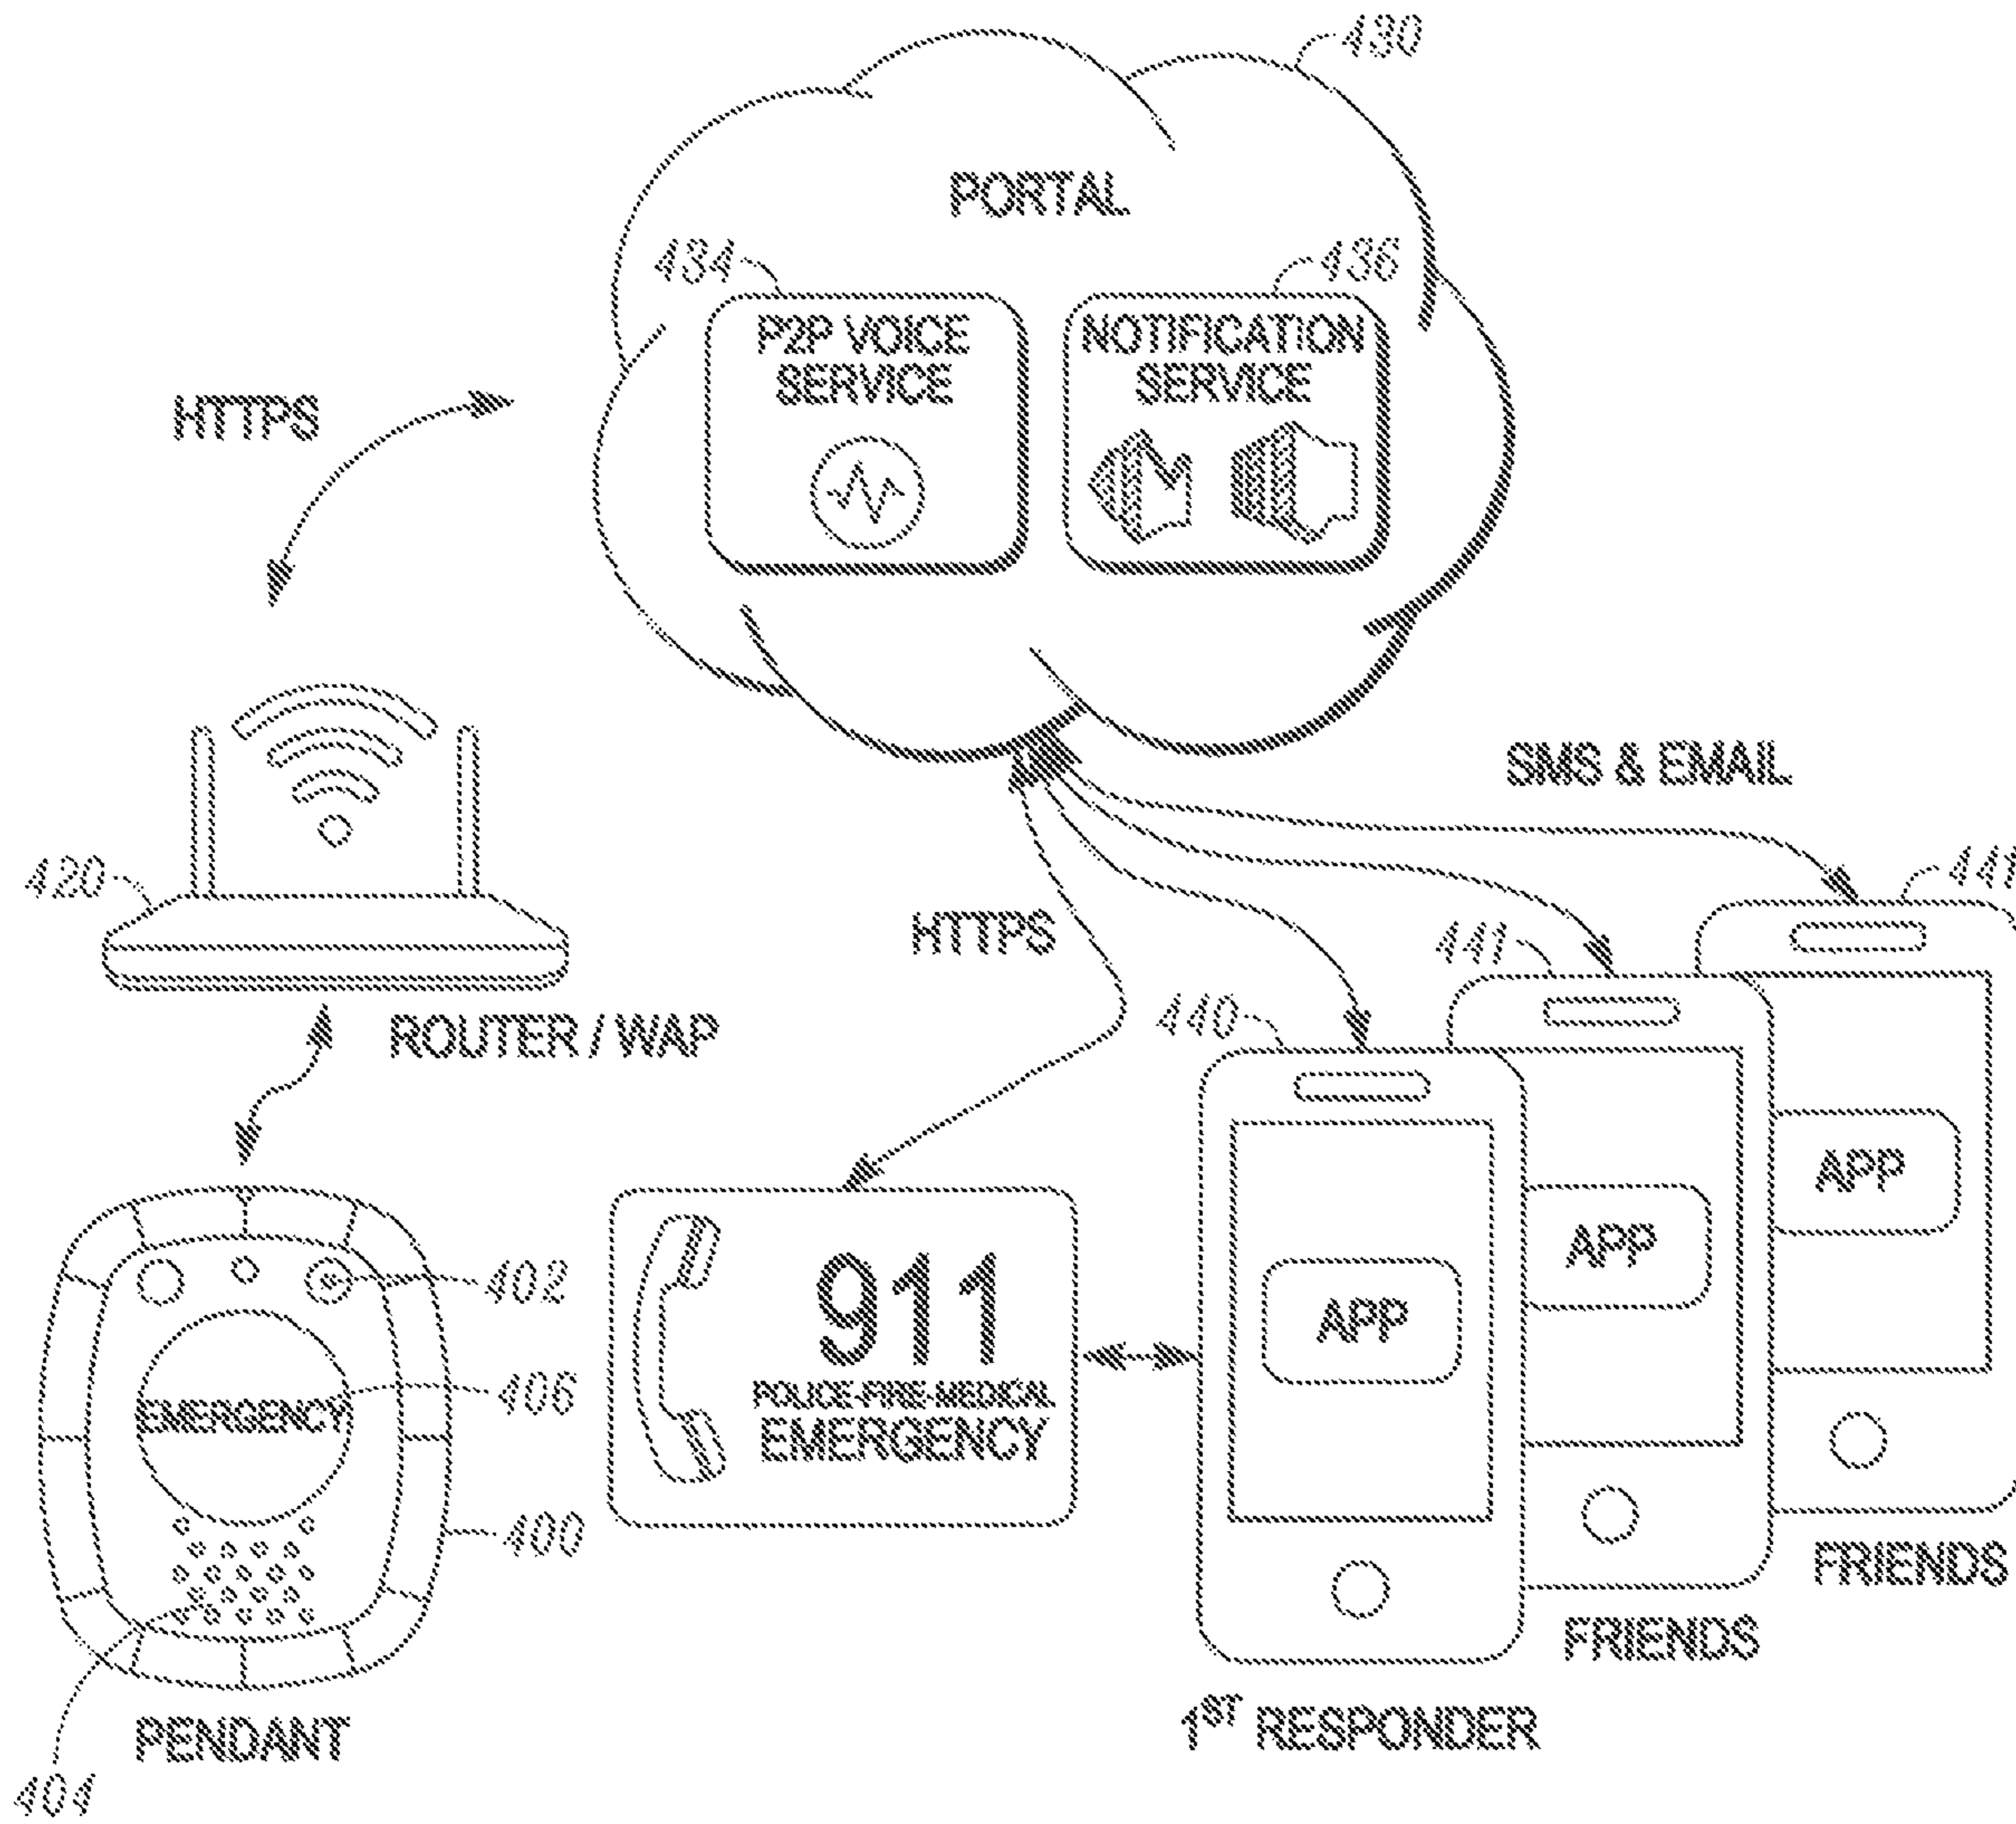 430
PORTAL
434
436
P2P VOICE
SERVICE
NOTIFICATION
SERVICE
HTTPS
SMS & EMAIL
420
441
HTTPS
441
440
ROUTER / WAP
APP
APP
APP
402
911
POLICE-FIRE-MEDICAL
EMERGENCY
EMERGENCY
406
400
FRIENDS
FRIENDS
1ST RESPONDER
PENDANT
404